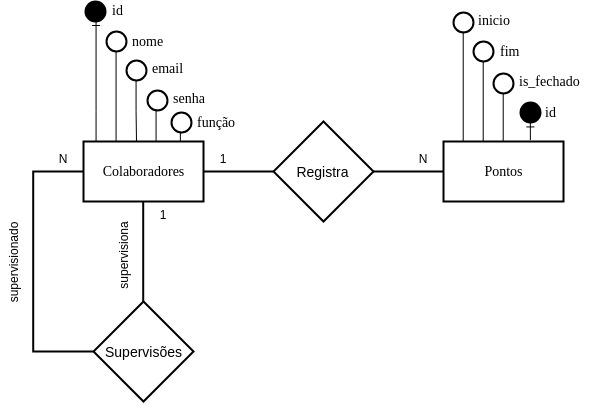 id
nome
email
senha
função
inicio
fim
is_fechado
id
N
Colaboradores
1
Registra
N
Pontos
1
supervisiona
supervisionado
Supervisões